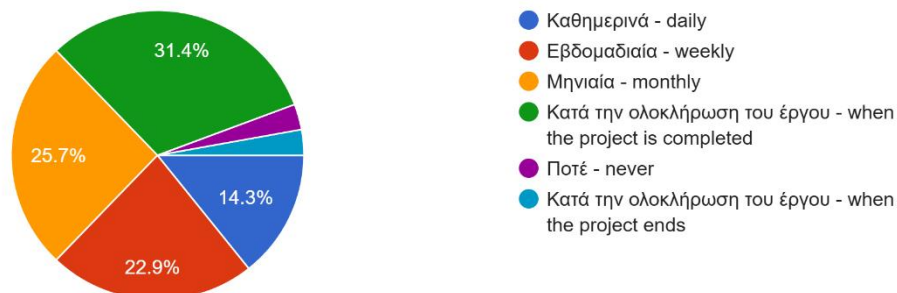 31.4%
25.7%
14.3%
22.9%
Καθημερινά - daily
Εβδομαδιαία - weekly
Μηνιαία - monthly
Κατά την ολοκλήρωση του έργου - when
the project is completed
Ποτέ - never
Κατά την ολοκλήρωση του έργου - when
the project ends